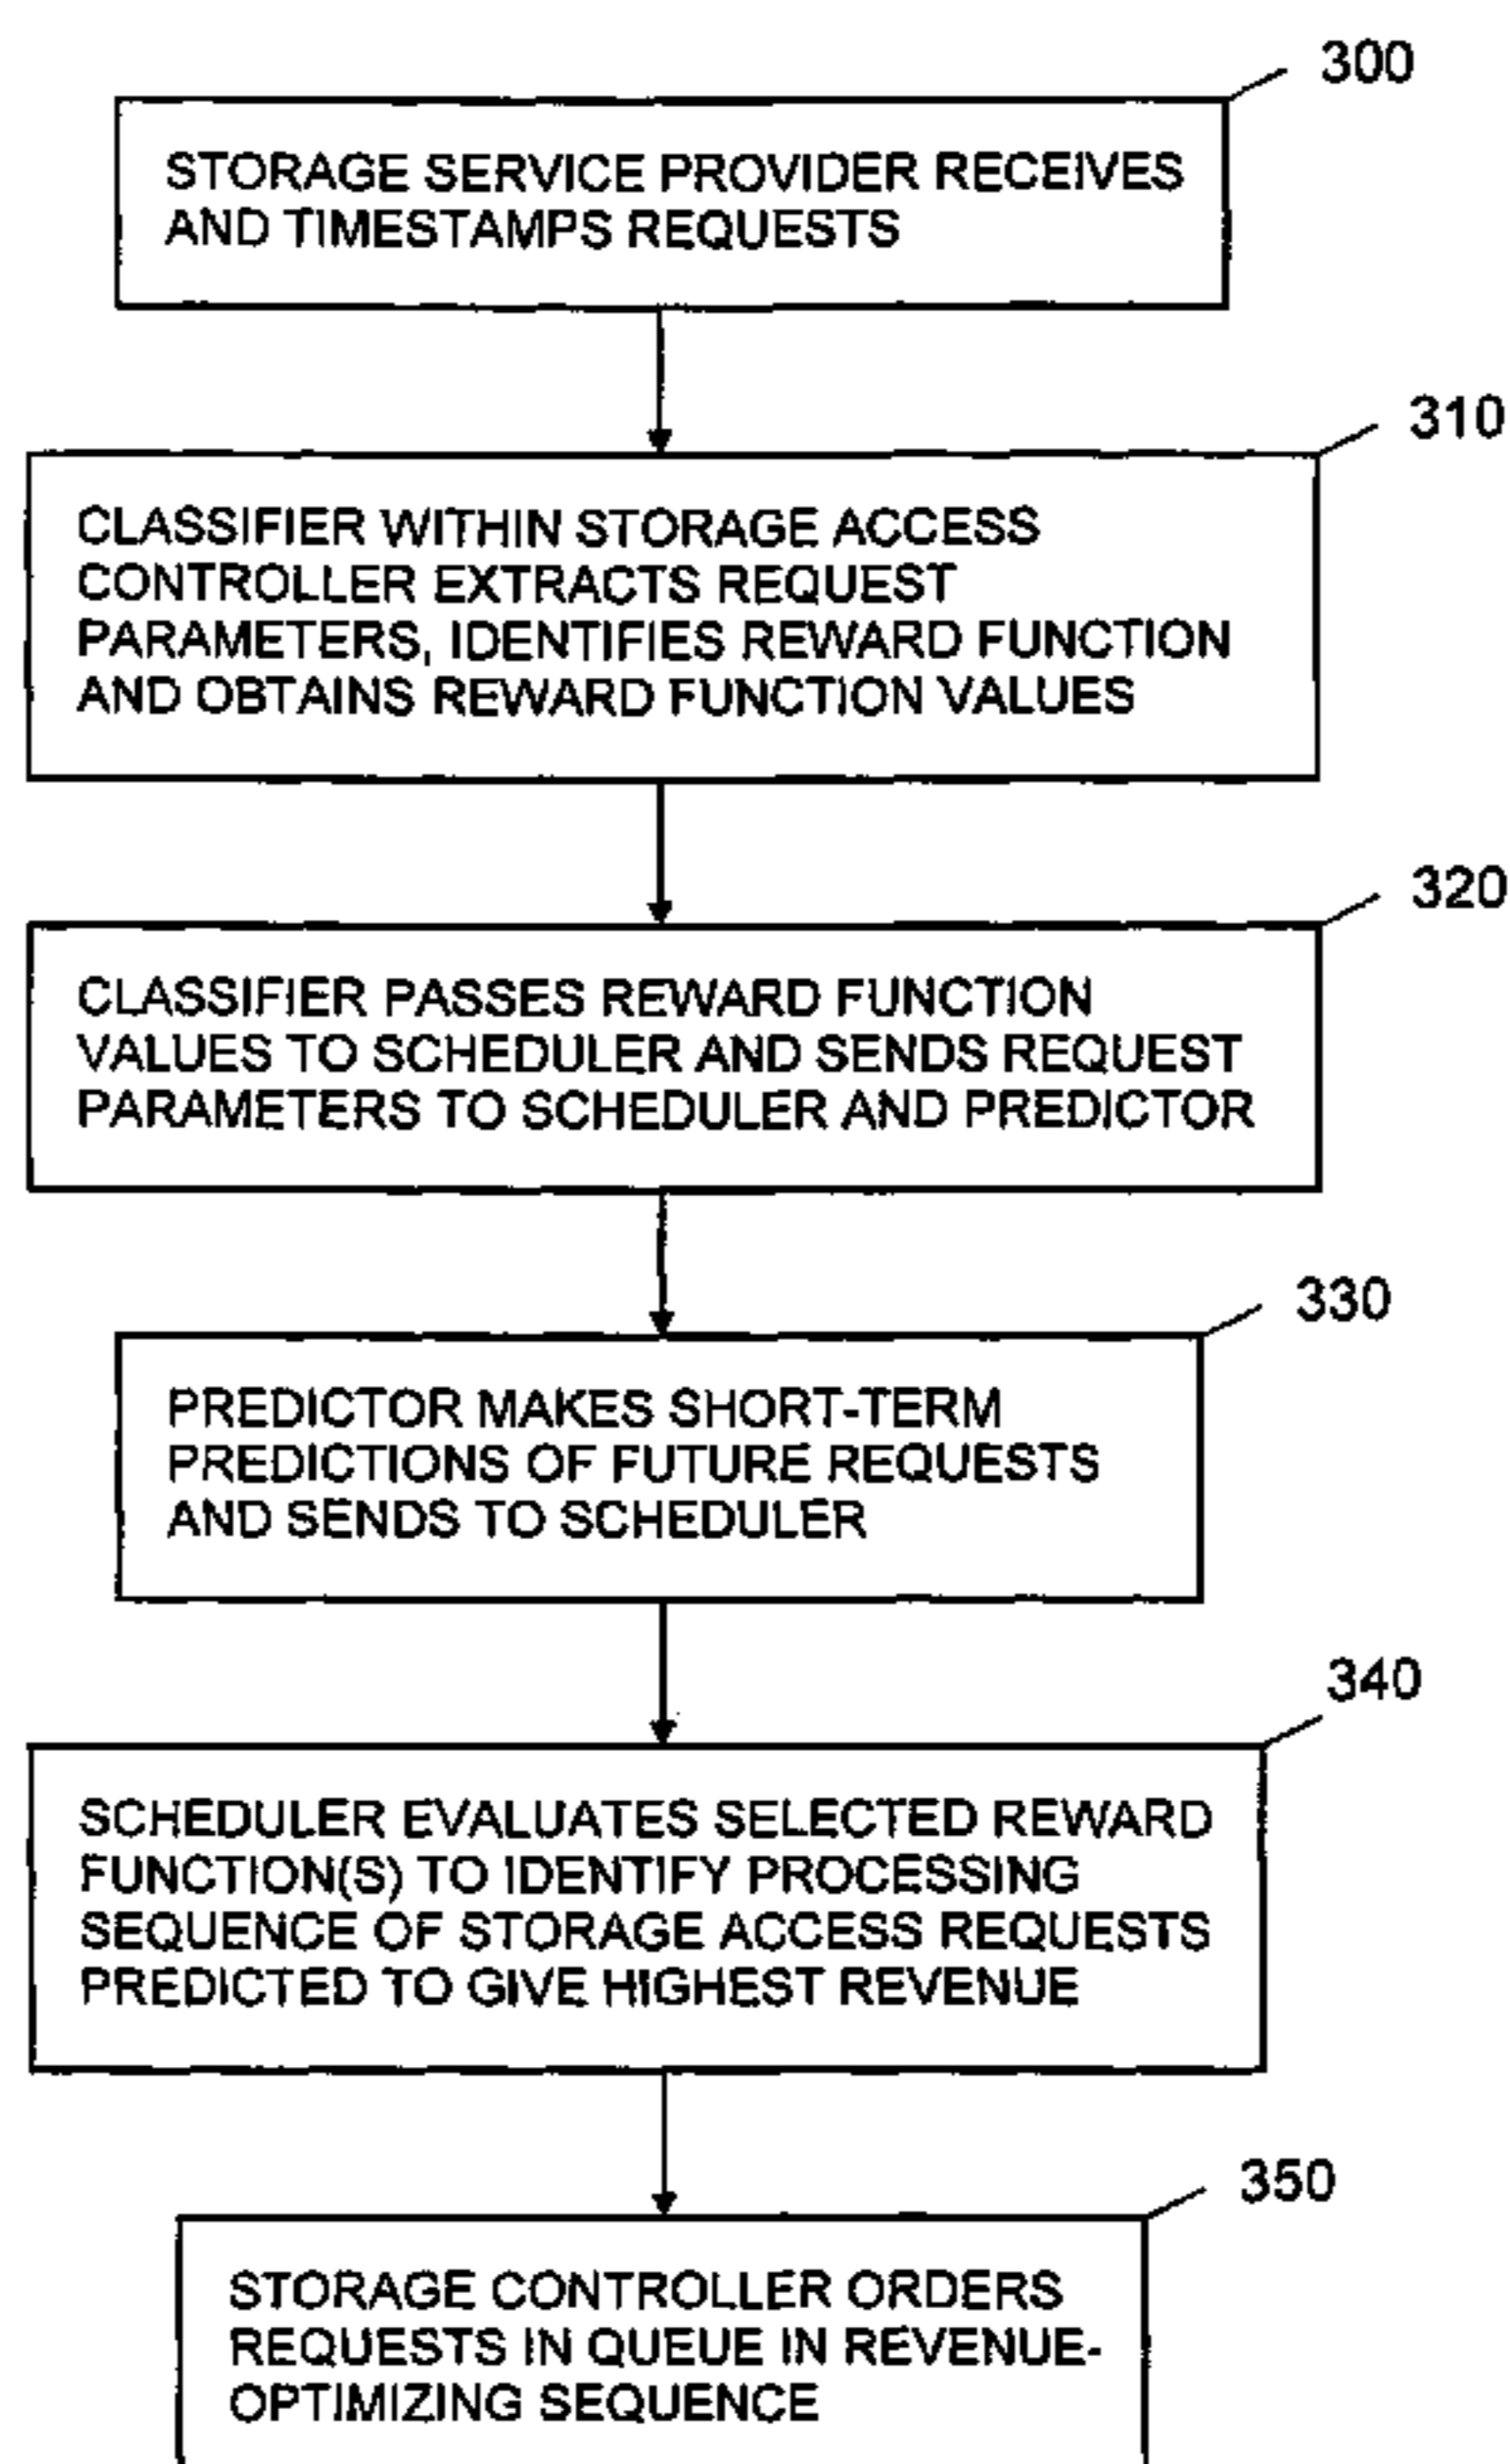 300
STORAGE SERVICE PROVIDER RECEIVES
AND TIMESTAMPS REQUESTS
310
CLASSIFIER WITHIN STORAGE ACCESS
CONTROLLER EXTRACTS REQUEST
PARAMETERS, IDENTIFIES REWARD FUNCTION
AND OBTAINS REWARD FUNCTION VALUES
320
CLASSIFIER PASSES REWARD FUNCTION
VALUES TO SCHEDULER AND SENDS REQUEST
PARAMETERS TO SCHEDULER AND PREDICTOR
330
PREDICTOR MAKES SHORT-TERM
PREDICTIONS OF FUTURE REQUESTS
AND SENDS TO SCHEDULER
340
SCHEDULER EVALUATES SELECTED REWARD
FUNCTION(S) TO IDENTIFY PROCESSING
SEQUENCE OF STORAGE ACCESS REQUESTS
PREDICTED TO GIVE HIGHEST REVENUE
350
STORAGE CONTROLLER ORDERS
REQUESTS IN QUEUE IN REVENUE-
OPTIMIZING SEQUENCE